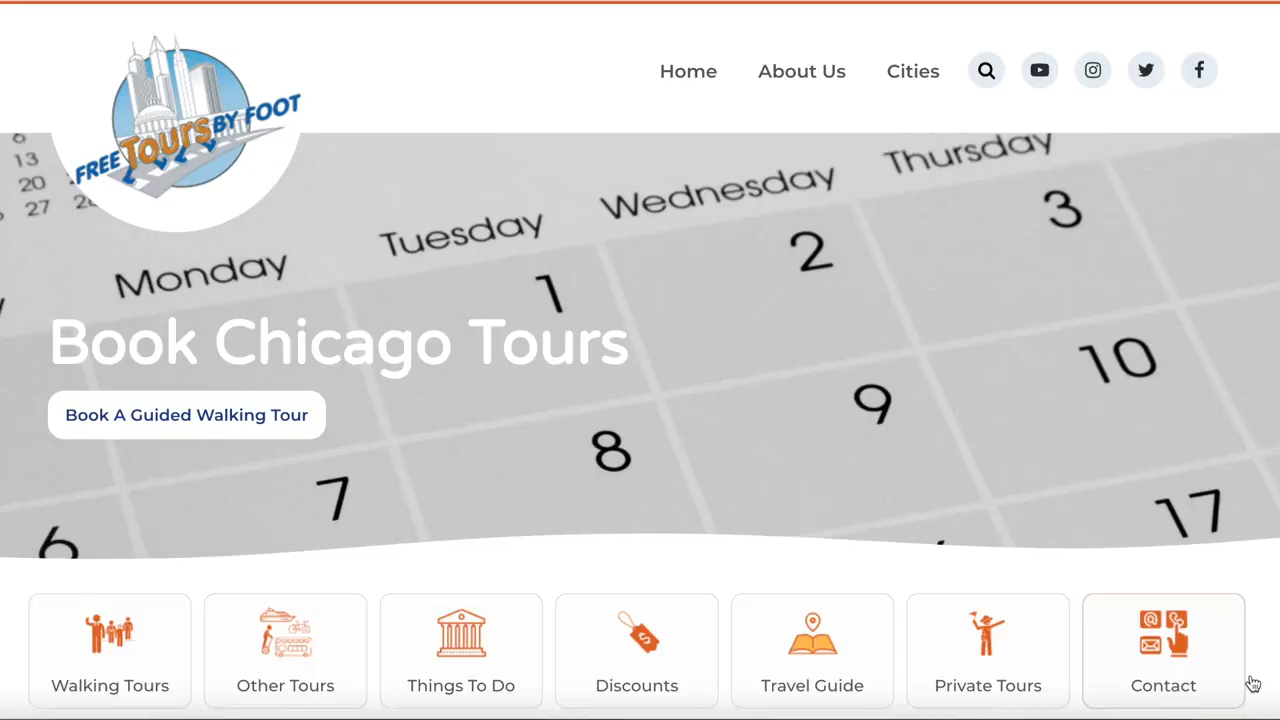 FREE TOURS BY FOOT
Home
About Us
Cities
6
13
20
27
Monday
Tuesday
Wednesday
Thursday
1
2
3
Book Chicago Tours
Book A Guided Walking Tour
6
7
8
9
10
17
Walking Tours
Other Tours
Things To Do
Discounts
Travel Guide
Private Tours
Contact